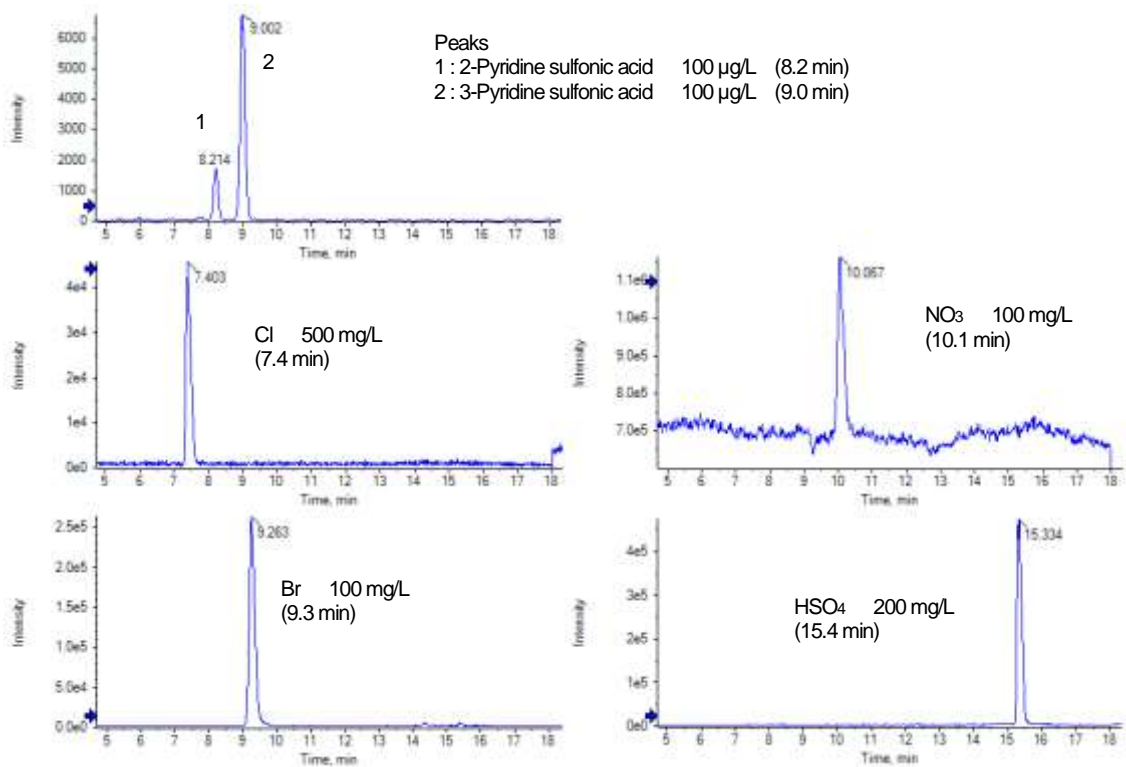 Peaks
1 : 2-Pyridine sulfonic acid 100 µg/L (8.2 min)
2 : 3-Pyridine sulfonic acid 100 µg/L (9.0 min)
6000
5000
4000
3000
2000
1000
0
Intensity
9.002
2
1
8.214
5 6 7 8 9 10 11 12 13 14 15 16 17 18
Time, min
4e4
3e4
2e4
1e4
0e0
Intensity
7.403
Cl 500 mg/L
(7.4 min)
5 6 7 8 9 10 11 12 13 14 15 16 17 18
Time, min
1.1e6
1.0e6
9.0e5
8.0e5
7.0e5
Intensity
10.067
NO3 100 mg/L
(10.1 min)
5 6 7 8 9 10 11 12 13 14 15 16 17 18
Time, min
2.5e5
2.0e5
1.5e5
1.0e5
5.0e4
0.0e0
Intensity
9.263
Br 100 mg/L
(9.3 min)
5 6 7 8 9 10 11 12 13 14 15 16 17 18
Time, min
4e5
3e5
2e5
1e5
0e0
Intensity
15.334
HSO4 200 mg/L
(15.4 min)
5 6 7 8 9 10 11 12 13 14 15 16 17 18
Time, min